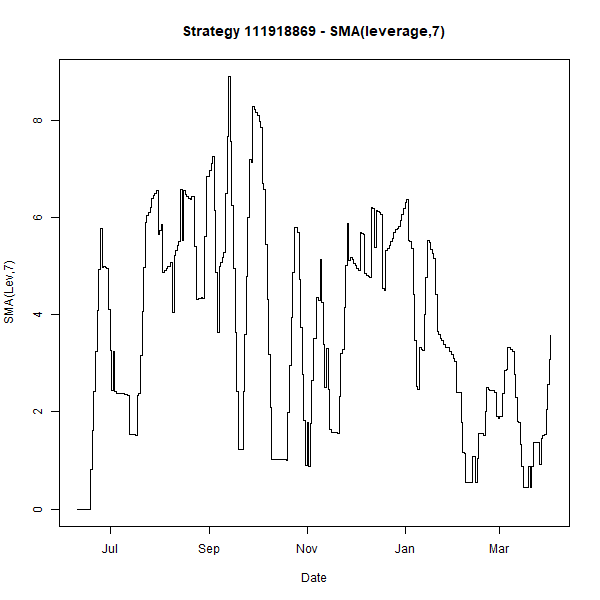 Strategy 111918869 - SMA(leverage,7)
SMA(Lev,7)
8
6
4
2
0
Jul Sep Nov Jan Mar
Date